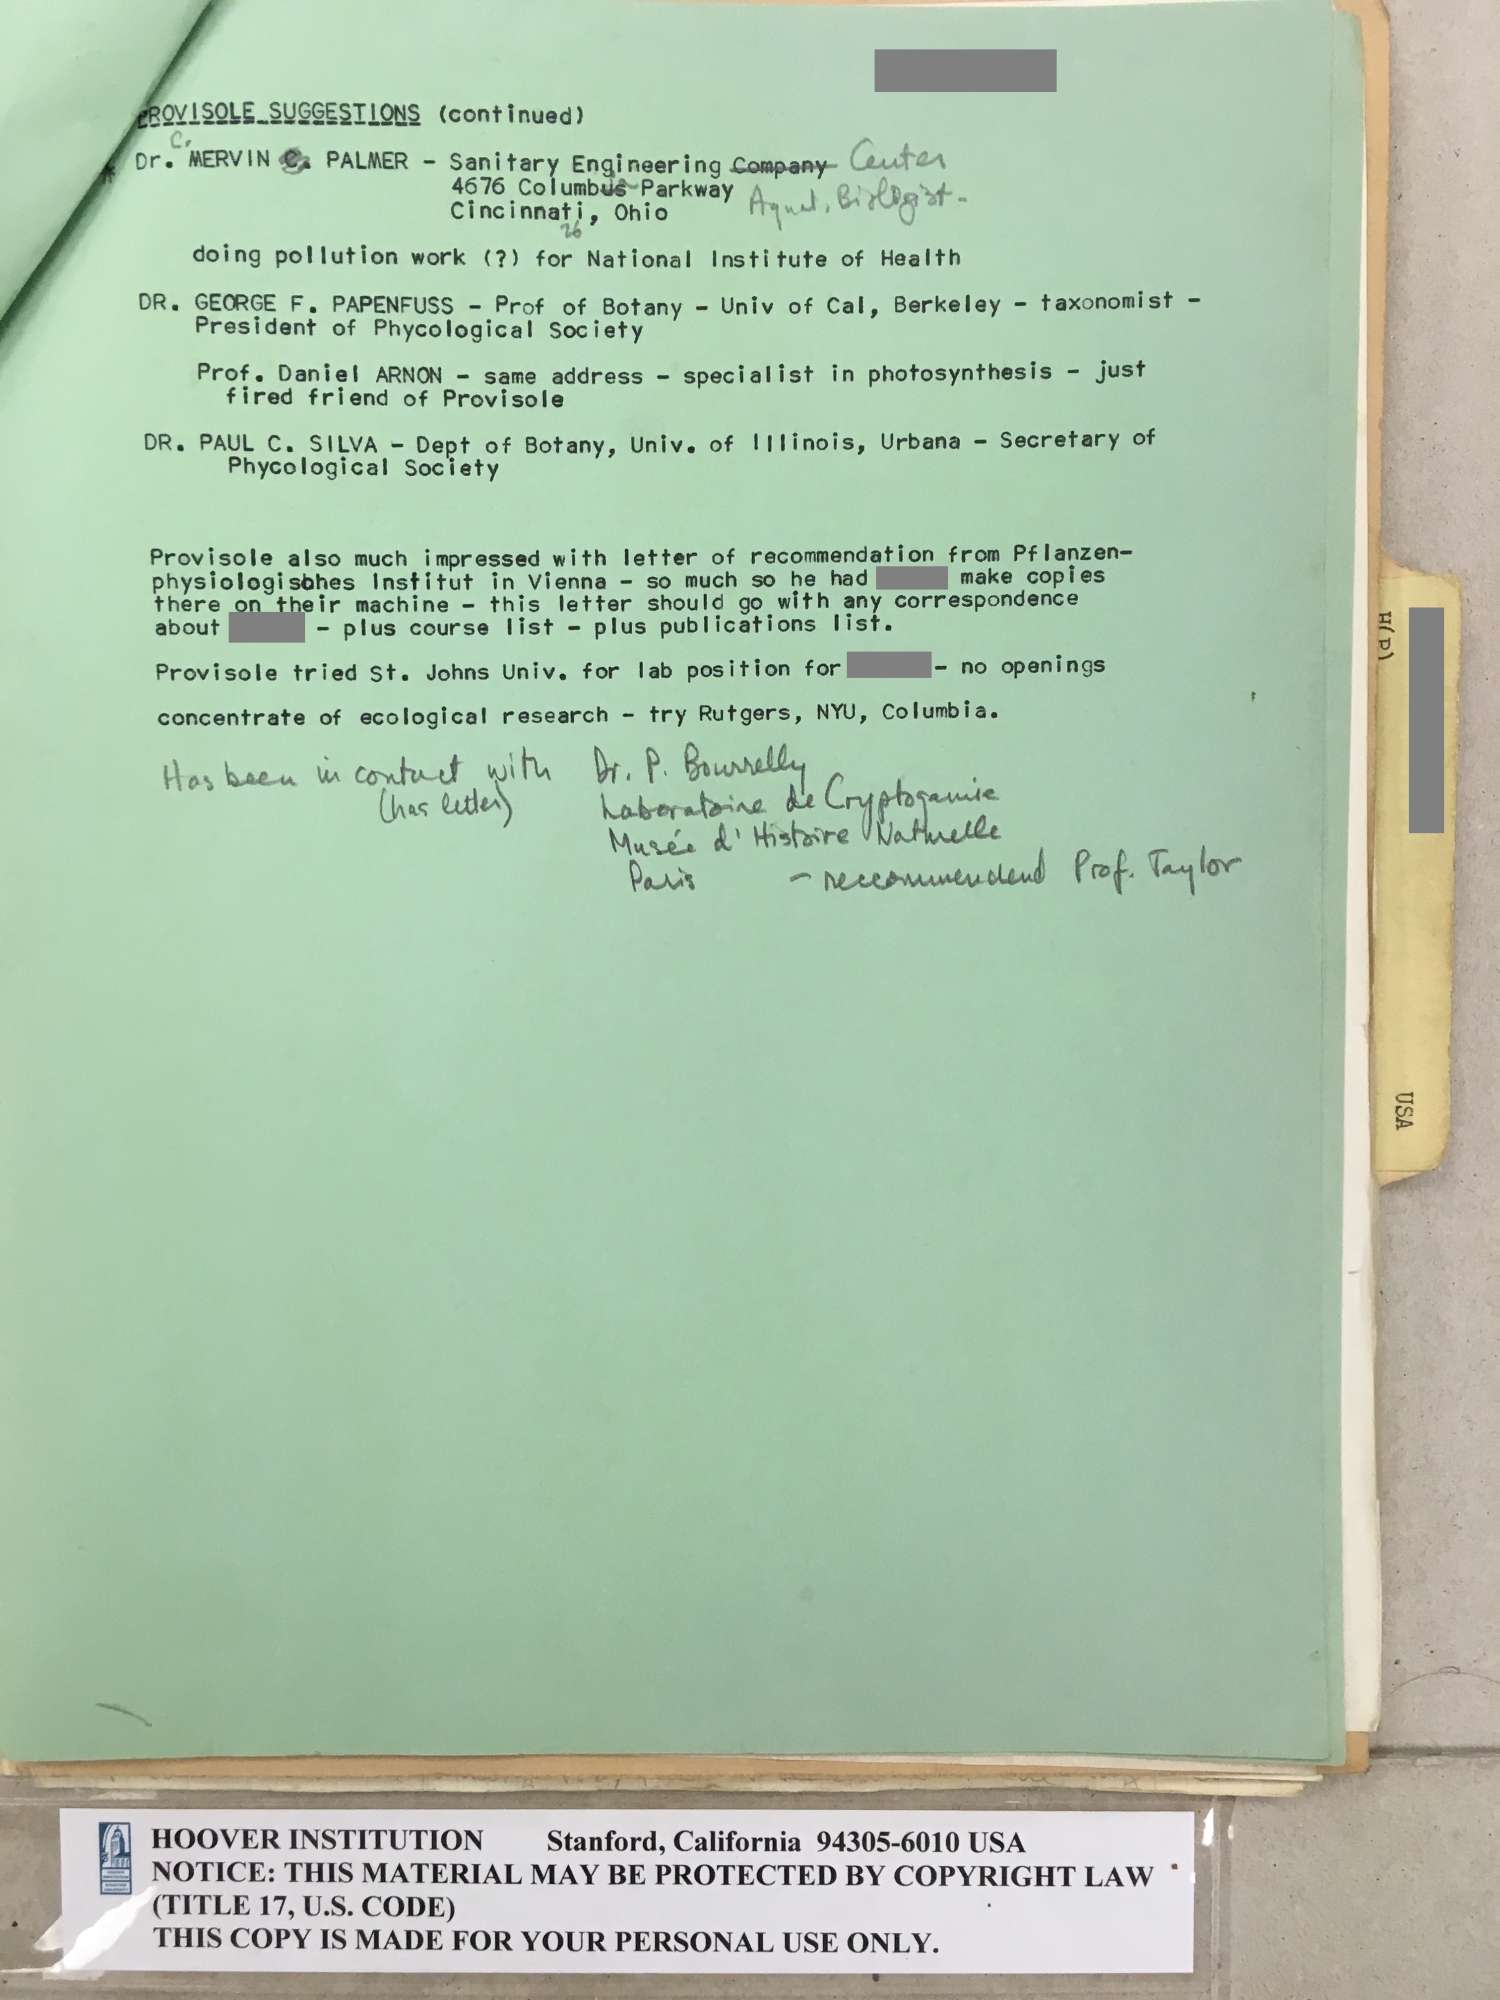 PROVISOLE SUGGESTIONS (continued)
* Dr. C. MERVIN PALMER - Sanitary Engineering Company Center
4676 Columbus Parkway Aquat. Biologist -
Cincinnati, Ohio
26
doing pollution work (?) for National Institute of Health
DR. GEORGE F. PAPENFUSS - Prof of Botany - Univ of Cal, Berkeley - taxonomist -
President of Phycological Society
Prof. Daniel ARNON - same address - specialist in photosynthesis - just
fired friend of Provisole
DR. PAUL C. SILVA - Dept of Botany, Univ. of Illinois, Urbana - Secretary of
Phycological Society
Provisole also much impressed with letter of recommendation from Pflanzen-
physiologisches Institut in Vienna - so much so he had make copies
there on their machine - this letter should go with any correspondence
about - plus course list - plus publications list.
Provisole tried St. Johns Univ. for lab position for - no openings
concentrate of ecological research - try Rutgers, NYU, Columbia.
Has been in contact with Dr. P. Bourrelly
(has letter) Laboratoire de Cryptogamie
Musée d'Histoire Naturelle
Paris - reccommendend Prof. Taylor
H(P)
USA
HOOVER INSTITUTION Stanford, California 94305-6010 USA
NOTICE: THIS MATERIAL MAY BE PROTECTED BY COPYRIGHT LAW
(TITLE 17, U.S. CODE)
THIS COPY IS MADE FOR YOUR PERSONAL USE ONLY.